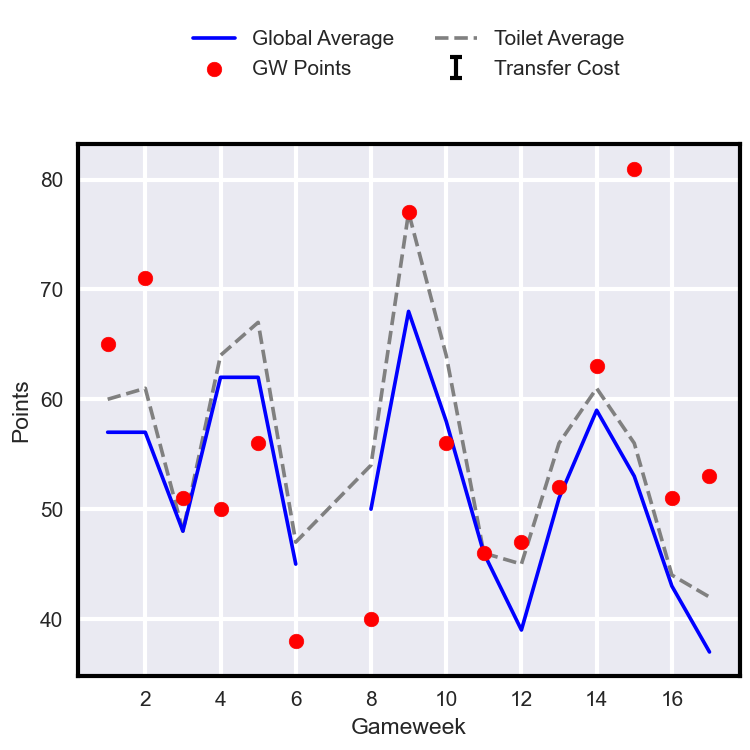 Global Average
Toilet Average
GW Points
Transfer Cost
80
70
60
50
40
Points
2 4 6 8 10 12 14 16
Gameweek